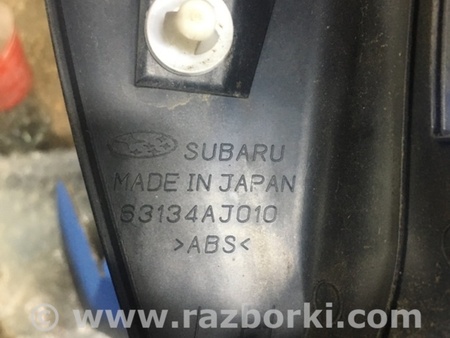 SUBARU
MADE IN JAPAN
63134AJ010
>ABS<
www.razborki.com